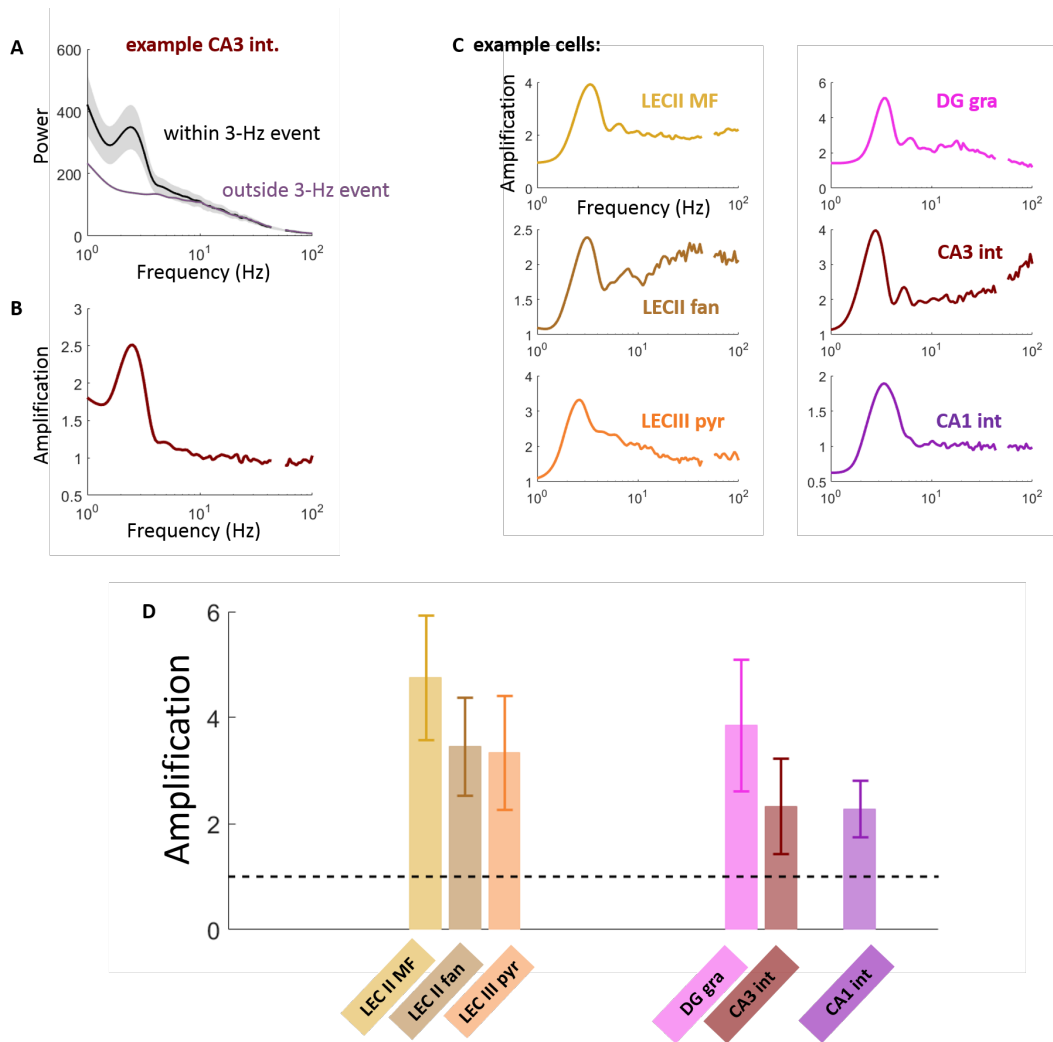 A
example CA3 int.
600
400
200
0
Power
within 3-Hz event
outside 3-Hz event
10^0
10^1
10^2
Frequency (Hz)
B
3
2.5
2
1.5
1
0.5
Amplification
10^0
10^1
10^2
Frequency (Hz)
C example cells:
4
2
0
Amplification
LECII MF
10^0
10^1
10^2
Frequency (Hz)
2.5
2
1.5
1
LECII fan
10^0
10^1
10^2
4
3
2
1
LECIII pyr
10^0
10^1
10^2
6
4
2
0
DG gra
10^0
10^1
10^2
4
3
2
1
CA3 int
10^0
10^1
10^2
2
1.5
1
0.5
CA1 int
10^0
10^1
10^2
D
6
4
2
0
Amplification
LEC II MF
LEC II fan
LEC III pyr
DG gra
CA3 int
CA1 int